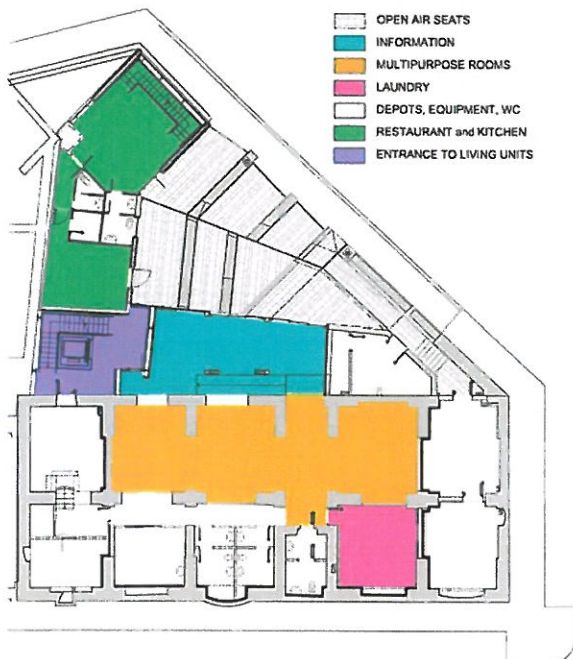 OPEN AIR SEATS
INFORMATION
MULTIPURPOSE ROOMS
LAUNDRY
DEPOTS, EQUIPMENT, WC
RESTAURANT and KITCHEN
ENTRANCE TO LIVING UNITS